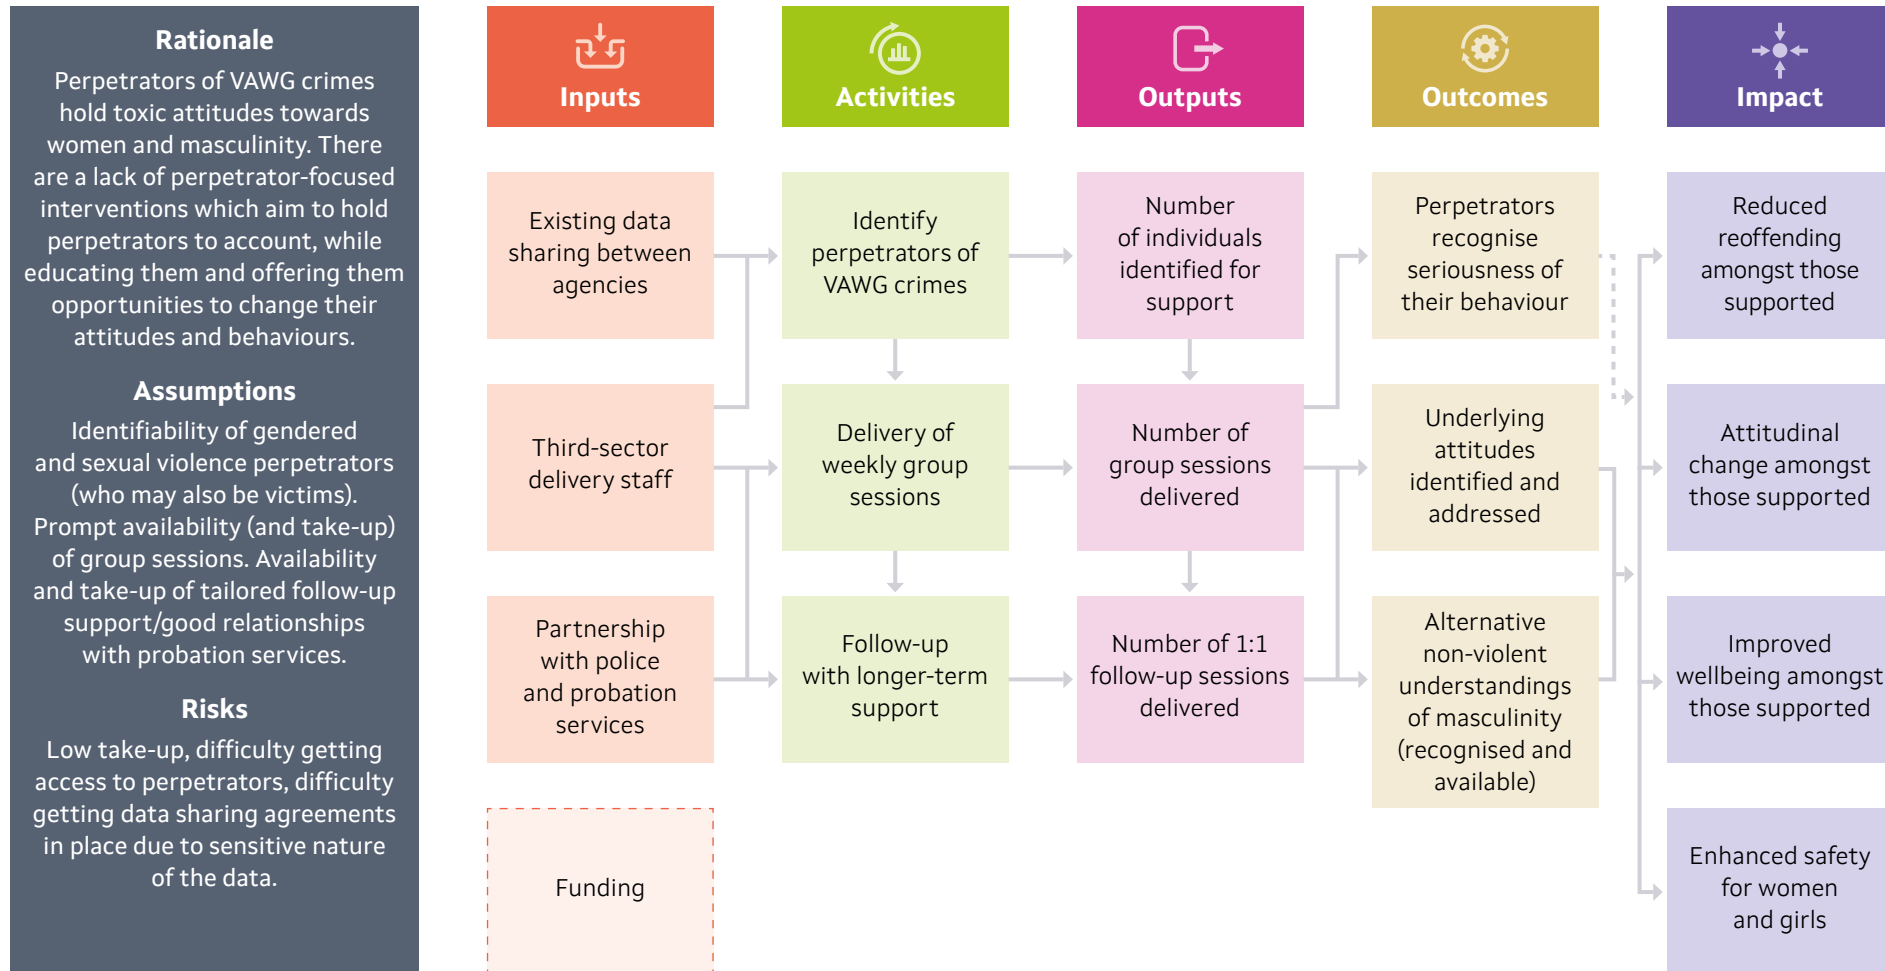 Rationale
Perpetrators of VAWG crimes
hold toxic attitudes towards
women and masculinity. There
are a lack of perpetrator-focused
interventions which aim to hold
perpetrators to account, while
educating them and offering them
opportunities to change their
attitudes and behaviours.
Assumptions
Identifiability of gendered
and sexual violence perpetrators
(who may also be victims).
Prompt availability (and take-up)
of group sessions. Availability
and take-up of tailored follow-up
support/good relationships
with probation services.
Risks
Low take-up, difficulty getting
access to perpetrators, difficulty
getting data sharing agreements
in place due to sensitive nature
of the data.
Inputs
Existing data
sharing between
agencies
Third-sector
delivery staff
Partnership
with police
and probation
services
Funding
Activities
Identify
perpetrators of
VAWG crimes
Delivery of
weekly group
sessions
Follow-up
with longer-term
support
Outputs
Number
of individuals
identified for
support
Number of
group sessions
delivered
Number of 1:1
follow-up sessions
delivered
Outcomes
Perpetrators
recognise
seriousness of
their behaviour
Underlying
attitudes
identified and
addressed
Alternative
non-violent
understandings
of masculinity
(recognised and
available)
Impact
Reduced
reoffending
amongst those
supported
Attitudinal
change amongst
those supported
Improved
wellbeing amongst
those supported
Enhanced safety
for women
and girls